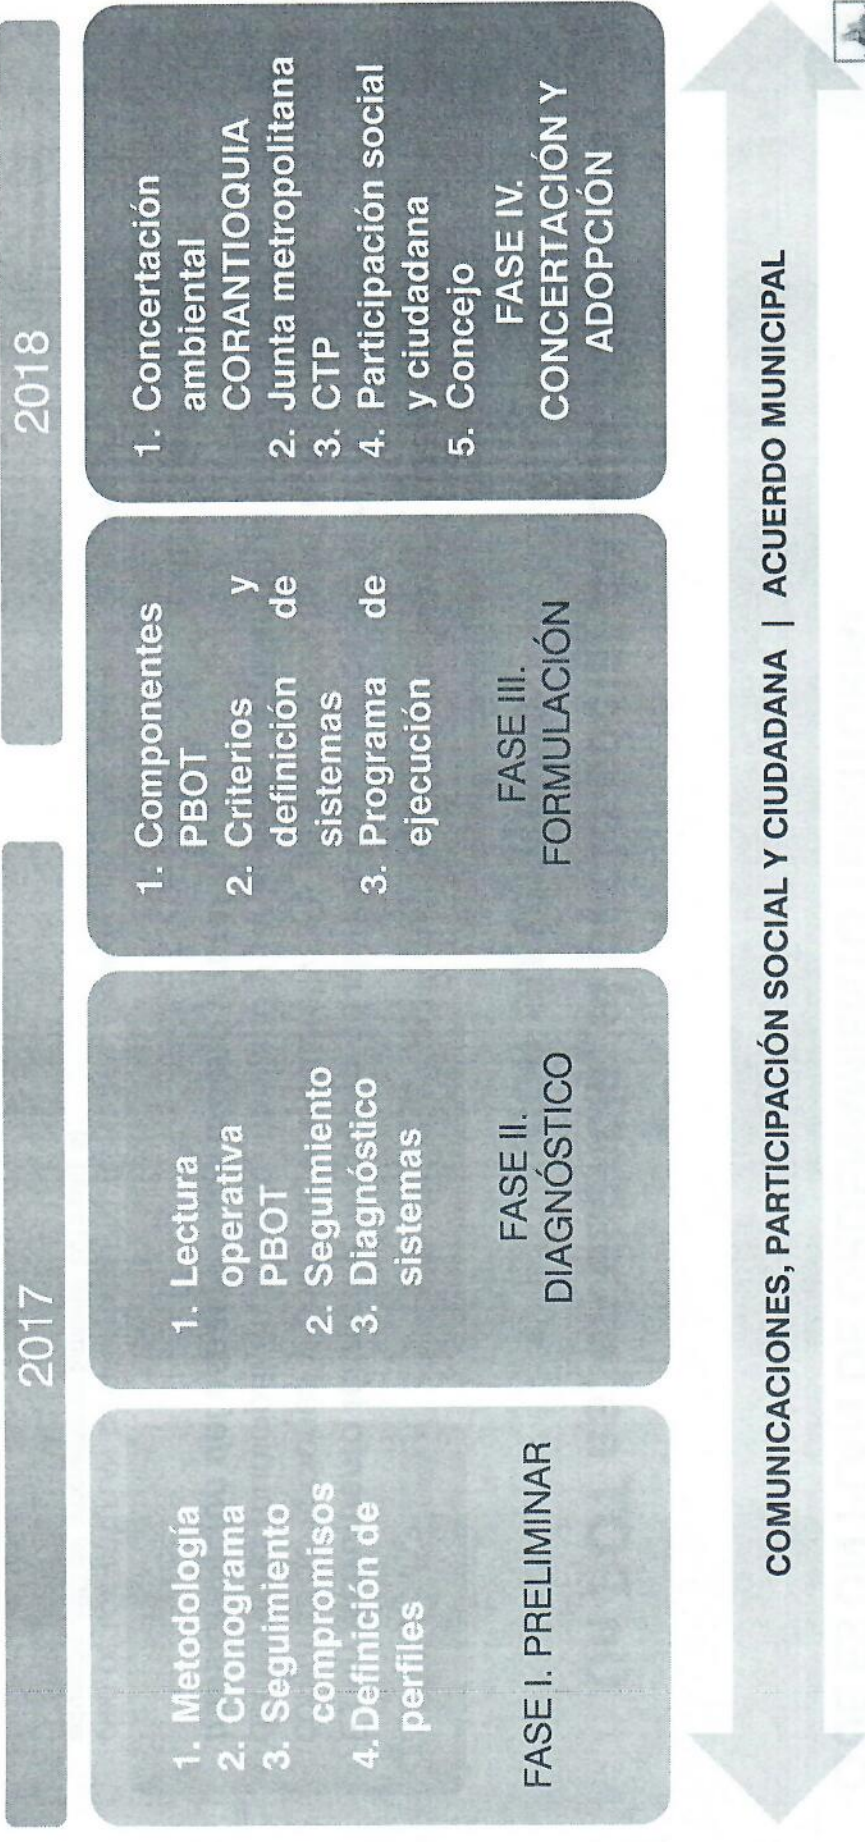 2017
2018
1. Metodología
2. Cronograma
3. Seguimiento
compromisos
4. Definición de
perfiles
FASE I. PRELIMINAR
1. Lectura
operativa
PBOT
2. Seguimiento
3. Diagnóstico
sistemas
FASE II.
DIAGNÓSTICO
1. Componentes
PBOT
2. Criterios y
definición de
sistemas
3. Programa de
ejecución
FASE III.
FORMULACIÓN
1. Concertación
ambiental
CORANTIOQUIA
2. Junta metropolitana
3. CTP
4. Participación social
y ciudadana
5. Concejo
FASE IV.
CONCERTACIÓN Y
ADOPCIÓN
COMUNICACIONES, PARTICIPACIÓN SOCIAL Y CIUDADANA | ACUERDO MUNICIPAL